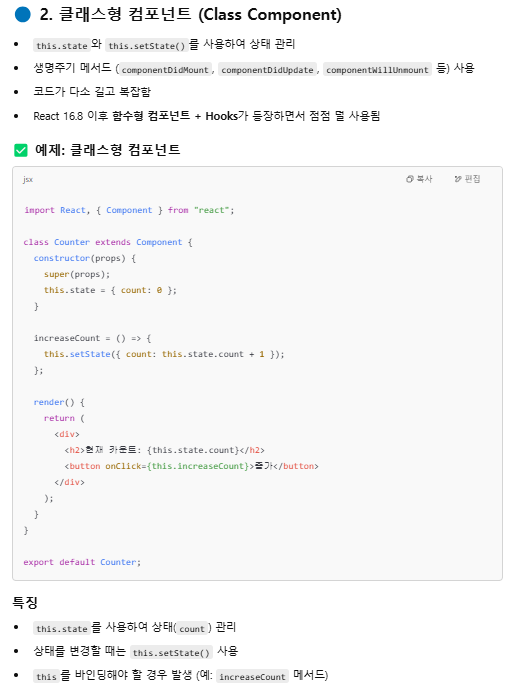 2. 클래스형 컴포넌트 (Class Component)
this.state 와 this.setState() 를 사용하여 상태 관리
생명주기 메서드 (componentDidMount, componentDidUpdate, componentWillUnmount 등) 사용
코드가 다소 길고 복잡함
React 16.8 이후 함수형 컴포넌트 + Hooks가 등장하면서 점점 덜 사용됨
✅ 예제: 클래스형 컴포넌트
jsx 복사 편집
import React, { Component } from "react";
class Counter extends Component {
constructor(props) {
super(props);
this.state = { count: 0 };
}
increaseCount = () => {
this.setState({ count: this.state.count + 1 });
};
render() {
return (
<div>
<h2>현재 카운트: {this.state.count}</h2>
<button onClick={this.increaseCount}>증가</button>
</div>
);
}
}
export default Counter;
특징
this.state 를 사용하여 상태( count ) 관리
상태를 변경할 때는 this.setState() 사용
this 를 바인딩해야 할 경우 발생 (예: increaseCount 메서드)